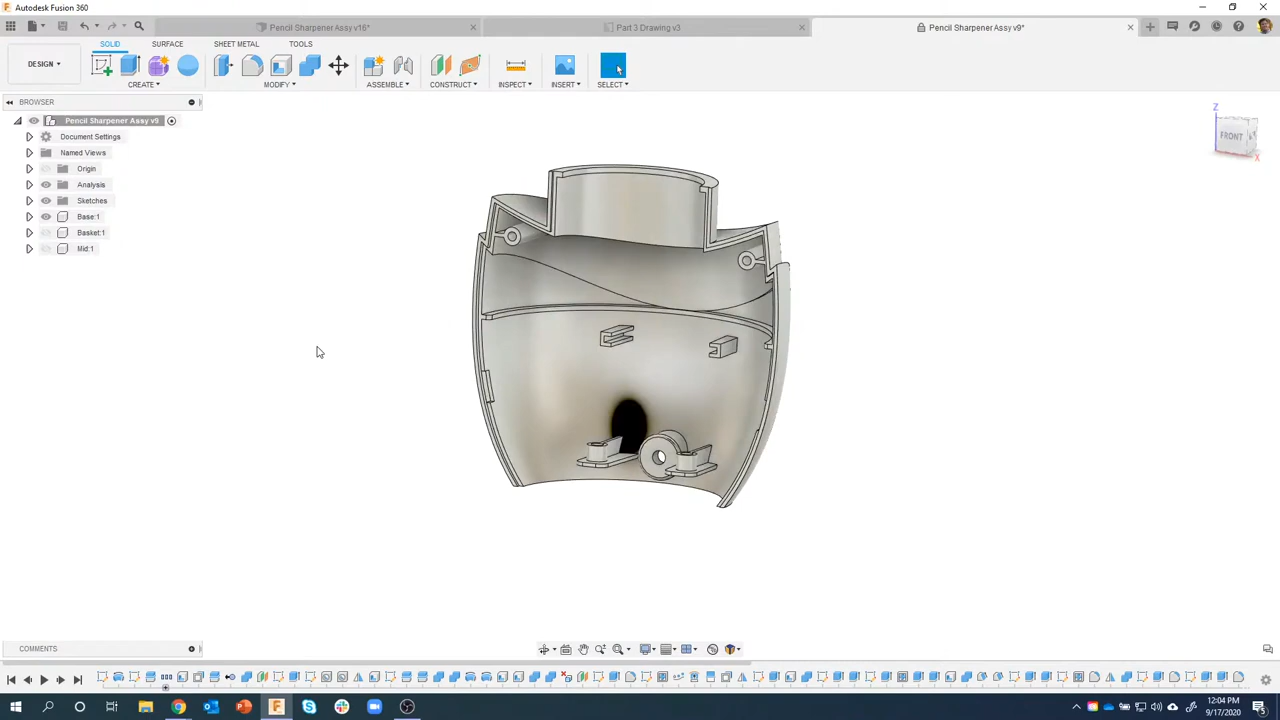 Autodesk Fusion 360
Pencil Sharpener Assy v16*
Part 3 Drawing v3
Pencil Sharpener Assy v9*
SOLID
SURFACE
SHEET METAL
TOOLS
DESIGN
CREATE
MODIFY
ASSEMBLE
CONSTRUCT
INSPECT
INSERT
SELECT
BROWSER
Pencil Sharpener Assy v9
Document Settings
Named Views
Origin
Analysis
Sketches
Base:1
Basket:1
Mid:1
Z
FRONT
X
COMMENTS
12:04 PM
9/17/2020